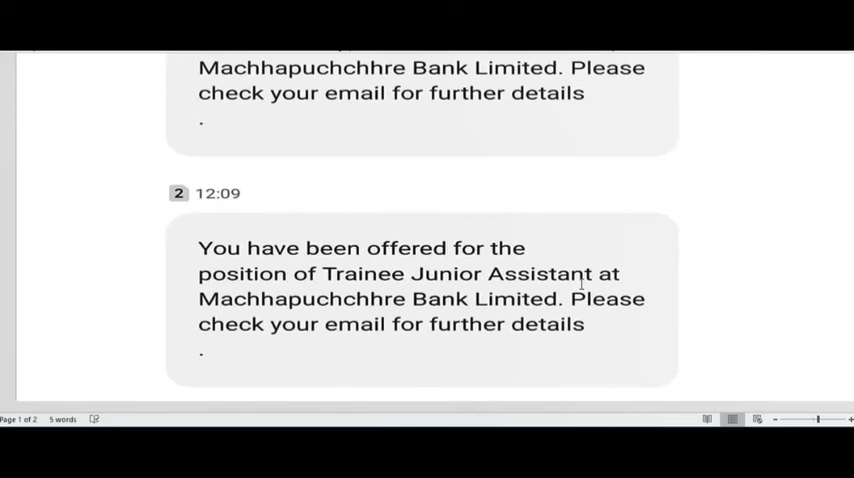 Machhapuchchhre Bank Limited. Please
check your email for further details
.
2 12:09
You have been offered for the
position of Trainee Junior Assistant at
Machhapuchchhre Bank Limited. Please
check your email for further details
.
Page 1 of 2 5 words